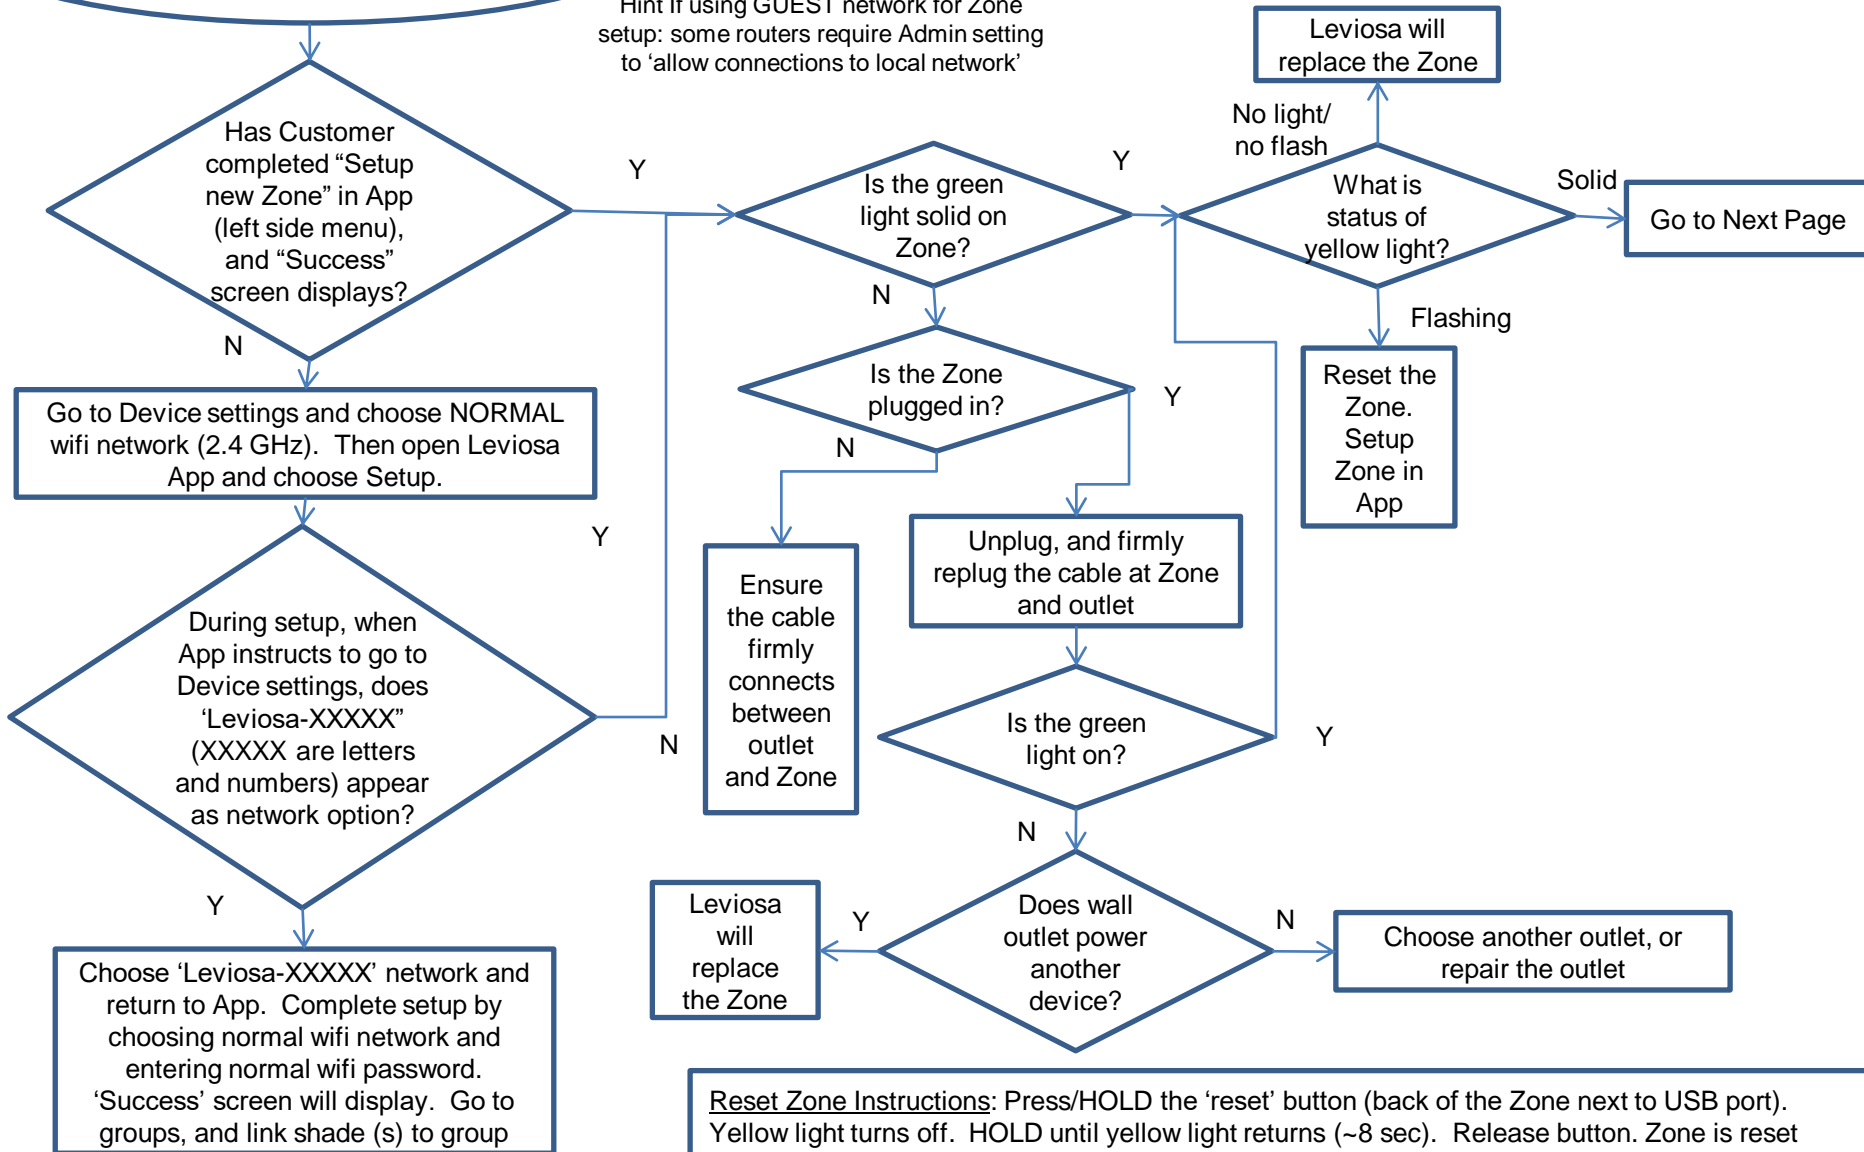 Hint If using GUEST network for Zone
setup: some routers require Admin setting
to ‘allow connections to local network’
Leviosa will
replace the Zone
No light/
no flash
Has Customer
completed “Setup
new Zone” in App
(left side menu),
and “Success”
screen displays?
Y
Is the green
light solid on
Zone?
Y
What is
status of
yellow light?
Solid
Go to Next Page
N
N
Flashing
Go to Device settings and choose NORMAL
wifi network (2.4 GHz).  Then open Leviosa
App and choose Setup.
Is the Zone
plugged in?
Y
N
Reset the
Zone.
Setup
Zone in
App
Y
During setup, when
App instructs to go to
Device settings, does
‘Leviosa-XXXXX”
(XXXXX are letters
and numbers) appear
as network option?
N
Ensure
the cable
firmly
connects
between
outlet
and Zone
Unplug, and firmly
replug the cable at Zone
and outlet
Is the green
light on?
Y
N
Y
Leviosa
will
replace
the Zone
Y
Does wall
outlet power
another
device?
N
Choose another outlet, or
repair the outlet
Choose ‘Leviosa-XXXXX’ network and
return to App.  Complete setup by
choosing normal wifi network and
entering normal wifi password.
‘Success’ screen will display.  Go to
groups, and link shade (s) to group
Reset Zone Instructions: Press/HOLD the ‘reset’ button (back of the Zone next to USB port).
Yellow light turns off.  HOLD until yellow light returns (~8 sec).  Release button. Zone is reset